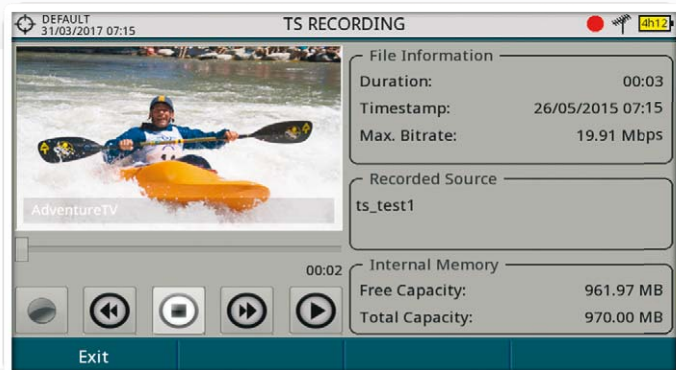 DEFAULT
31/03/2017 07:15
TS RECORDING
4h12
AdventureTV
00:02
File Information
Duration: 00:03
Timestamp: 26/05/2015 07:15
Max. Bitrate: 19.91 Mbps
Recorded Source
ts_test1
Internal Memory
Free Capacity: 961.97 MB
Total Capacity: 970.00 MB
Exit